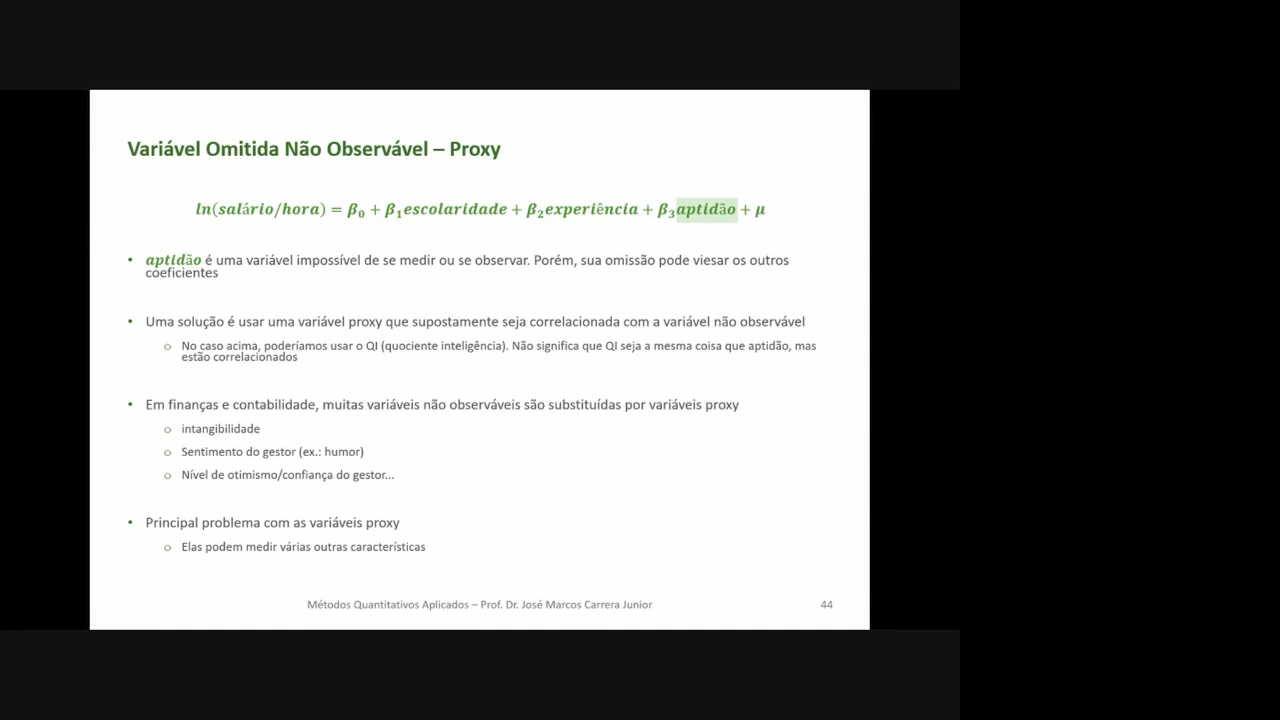 Variável Omitida Não Observável – Proxy
ln(salário/hora) = β₀ + β₁escolaridade + β₂experiência + β₃aptidão + μ
• aptidão é uma variável impossível de se medir ou se observar. Porém, sua omissão pode viesar os outros
coeficientes
• Uma solução é usar uma variável proxy que supostamente seja correlacionada com a variável não observável
o No caso acima, poderíamos usar o QI (quociente inteligência). Não significa que QI seja a mesma coisa que aptidão, mas
estão correlacionados
• Em finanças e contabilidade, muitas variáveis não observáveis são substituídas por variáveis proxy
o intangibilidade
o Sentimento do gestor (ex.: humor)
o Nível de otimismo/confiança do gestor...
• Principal problema com as variáveis proxy
o Elas podem medir várias outras características
Métodos Quantitativos Aplicados – Prof. Dr. José Marcos Carrera Junior
44